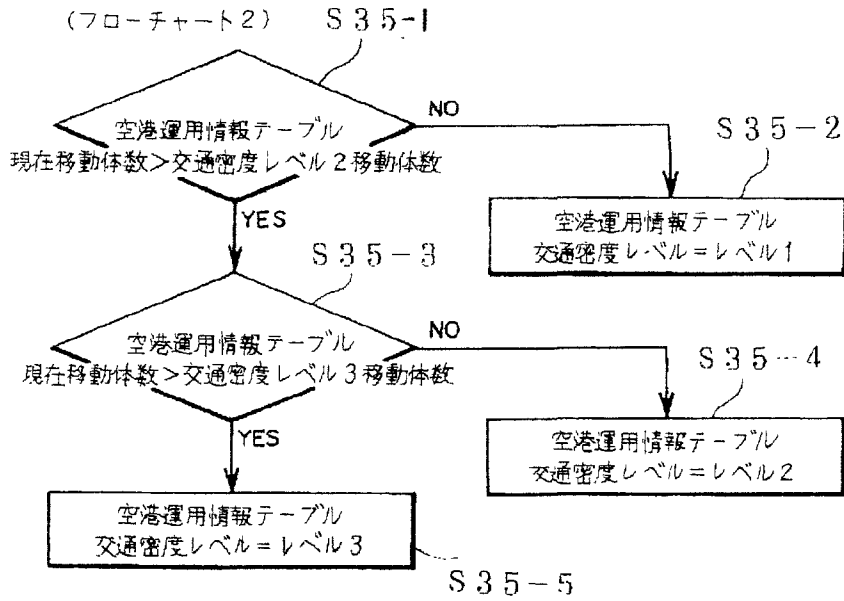 (フローチャート2)
S35-1
空港運用情報テーブル
現在移動体数>交通密度レベル2移動体数
NO
YES
S35-2
空港運用情報テーブル
交通密度レベル=レベル1
S35-3
空港運用情報テーブル
現在移動体数>交通密度レベル3移動体数
NO
YES
S35-4
空港運用情報テーブル
交通密度レベル=レベル2
空港運用情報テーブル
交通密度レベル=レベル3
S35-5